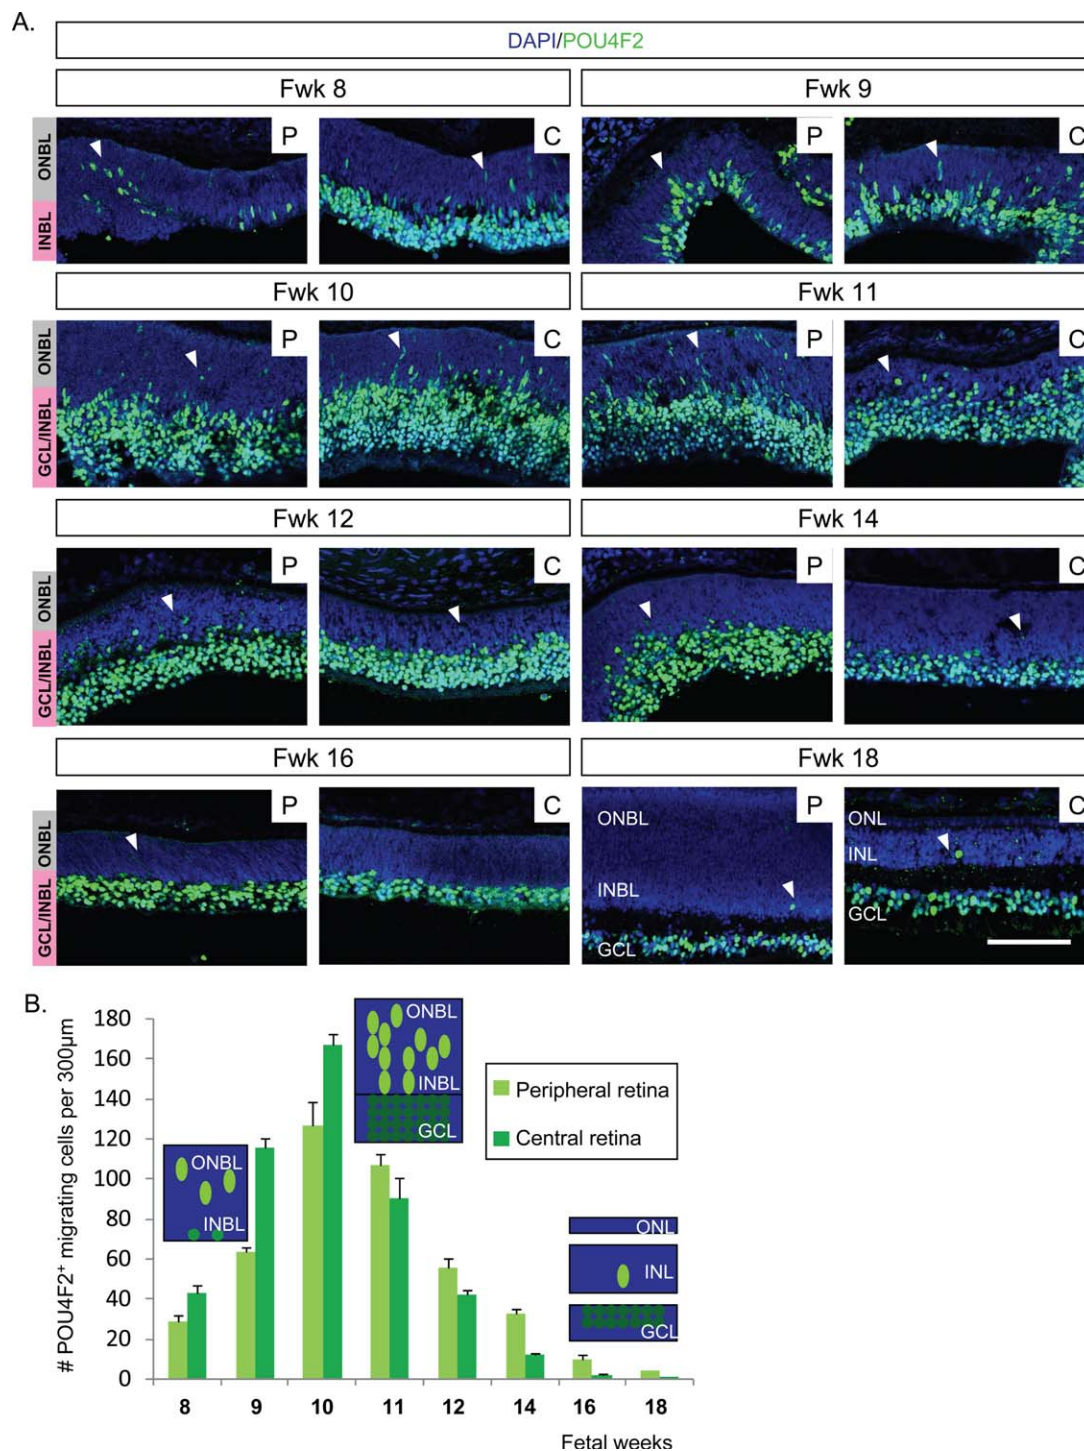 A.
DAPI/POU4F2
Fwk 8
Fwk 9
ONBL
INBL
P
C
P
C
Fwk 10
Fwk 11
ONBL
GCL/INBL
P
C
P
C
Fwk 12
Fwk 14
ONBL
GCL/INBL
P
C
P
C
Fwk 16
Fwk 18
ONBL
GCL/INBL
P
C
P
ONBL
INBL
GCL
C
ONL
INL
GCL
B.
# POU4F2⁺ migrating cells per 300µm
180
160
140
120
100
80
60
40
20
0
ONBL
INBL
ONBL
INBL
GCL
Peripheral retina
Central retina
ONL
INL
GCL
8 9 10 11 12 14 16 18
Fetal weeks